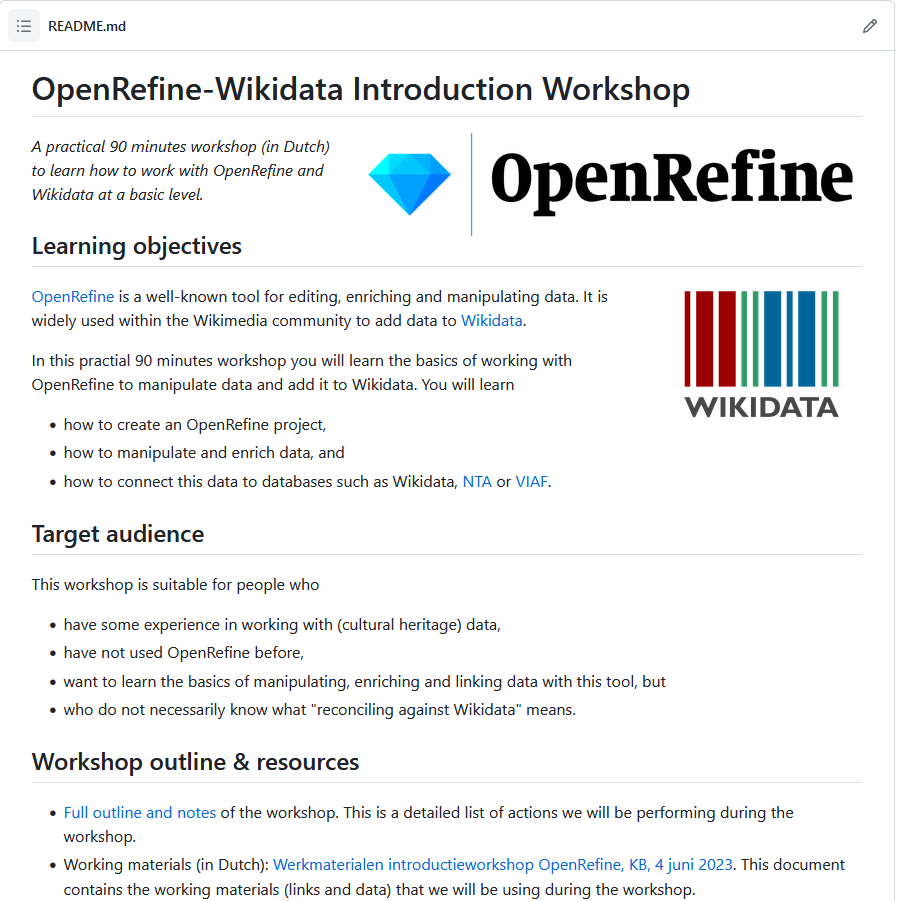 README.md
OpenRefine-Wikidata Introduction Workshop
A practical 90 minutes workshop (in Dutch)
to learn how to work with OpenRefine and
Wikidata at a basic level.
OpenRefine
Learning objectives
OpenRefine is a well-known tool for editing, enriching and manipulating data. It is
widely used within the Wikimedia community to add data to Wikidata.
WIKIDATA
In this practial 90 minutes workshop you will learn the basics of working with
OpenRefine to manipulate data and add it to Wikidata. You will learn
• how to create an OpenRefine project,
• how to manipulate and enrich data, and
• how to connect this data to databases such as Wikidata, NTA or VIAF.
Target audience
This workshop is suitable for people who
• have some experience in working with (cultural heritage) data,
• have not used OpenRefine before,
• want to learn the basics of manipulating, enriching and linking data with this tool, but
• who do not necessarily know what "reconciling against Wikidata" means.
Workshop outline & resources
• Full outline and notes of the workshop. This is a detailed list of actions we will be performing during the
workshop.
• Working materials (in Dutch): Werkmaterialen introductieworkshop OpenRefine, KB, 4 juni 2023. This document
contains the working materials (links and data) that we will be using during the workshop.